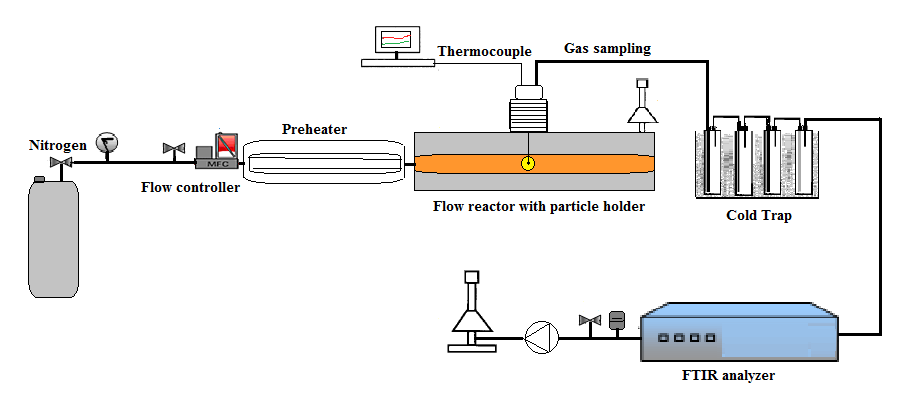 Thermocouple
Gas sampling
Nitrogen
Preheater
MFC
Flow controller
Flow reactor with particle holder
Cold Trap
FTIR analyzer